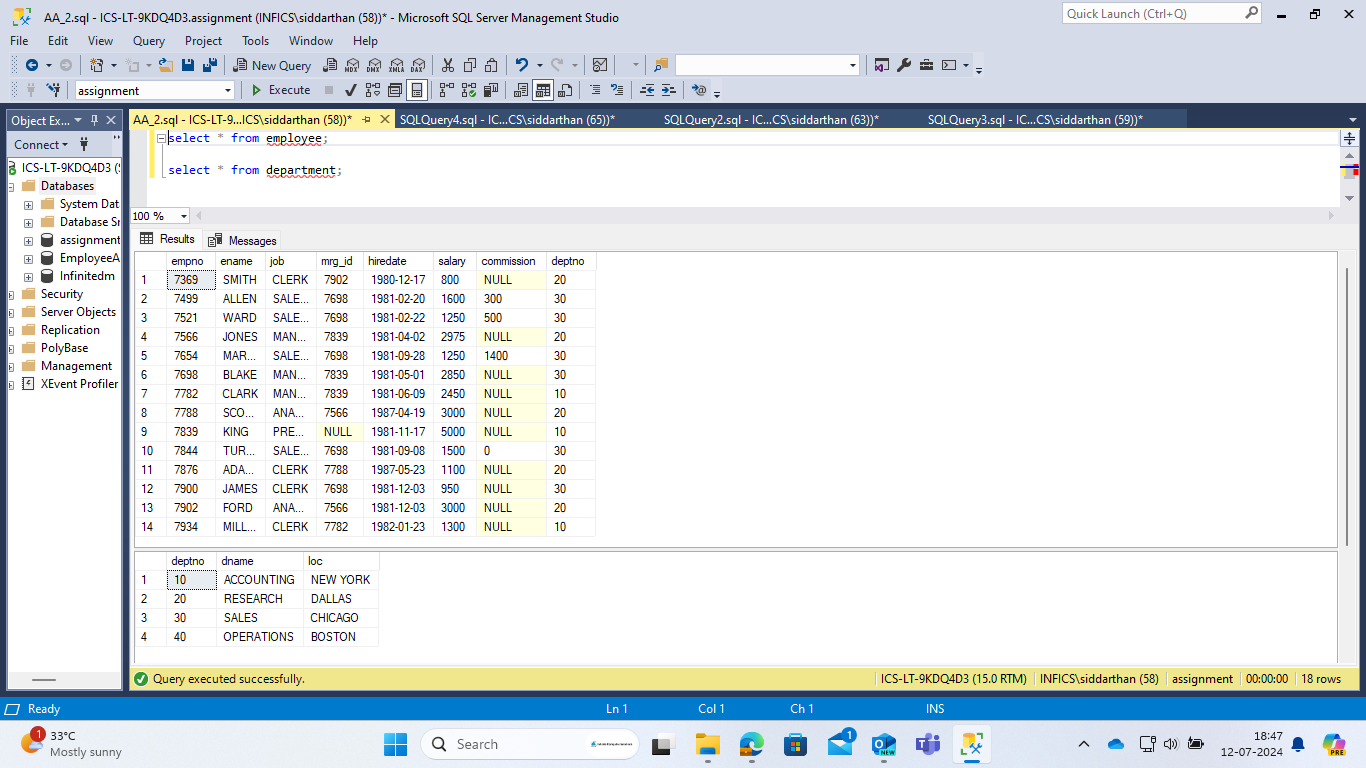 AA_2.sql - ICS-LT-9KDQ4D3.assignment (INFICS\siddarthan (58))* - Microsoft SQL Server Management Studio
Quick Launch (Ctrl+Q)
File Edit View Query Project Tools Window Help
New Query MDX DMX XMLA DAX
assignment Execute
Object Ex...
AA_2.sql - ICS-LT-9...ICS\siddarthan (58))* SQLQuery4.sql - IC...CS\siddarthan (65))* SQLQuery2.sql - IC...CS\siddarthan (63))* SQLQuery3.sql - IC...CS\siddarthan (59))*
Connect
ICS-LT-9KDQ4D3 (S
Databases
System Dat
Database Sr
assignment
EmployeeA
Infinitedm
Security
Server Objects
Replication
PolyBase
Management
XEvent Profiler
select * from employee;
select * from department;
100 %
Results Messages
empno ename job mrg_id hiredate salary commission deptno
1 7369 SMITH CLERK 7902 1980-12-17 800 NULL 20
2 7499 ALLEN SALE... 7698 1981-02-20 1600 300 30
3 7521 WARD SALE... 7698 1981-02-22 1250 500 30
4 7566 JONES MAN... 7839 1981-04-02 2975 NULL 20
5 7654 MAR... SALE... 7698 1981-09-28 1250 1400 30
6 7698 BLAKE MAN... 7839 1981-05-01 2850 NULL 30
7 7782 CLARK MAN... 7839 1981-06-09 2450 NULL 10
8 7788 SCO... ANA... 7566 1987-04-19 3000 NULL 20
9 7839 KING PRE... NULL 1981-11-17 5000 NULL 10
10 7844 TUR... SALE... 7698 1981-09-08 1500 0 30
11 7876 ADA... CLERK 7788 1987-05-23 1100 NULL 20
12 7900 JAMES CLERK 7698 1981-12-03 950 NULL 30
13 7902 FORD ANA... 7566 1981-12-03 3000 NULL 20
14 7934 MILL... CLERK 7782 1982-01-23 1300 NULL 10
deptno dname loc
1 10 ACCOUNTING NEW YORK
2 20 RESEARCH DALLAS
3 30 SALES CHICAGO
4 40 OPERATIONS BOSTON
Query executed successfully. ICS-LT-9KDQ4D3 (15.0 RTM) INFICS\siddarthan (58) assignment 00:00:00 18 rows
Ready Ln 1 Col 1 Ch 1 INS
1 33°C
Mostly sunny
Search
1
NEW
18:47
12-07-2024
PRE